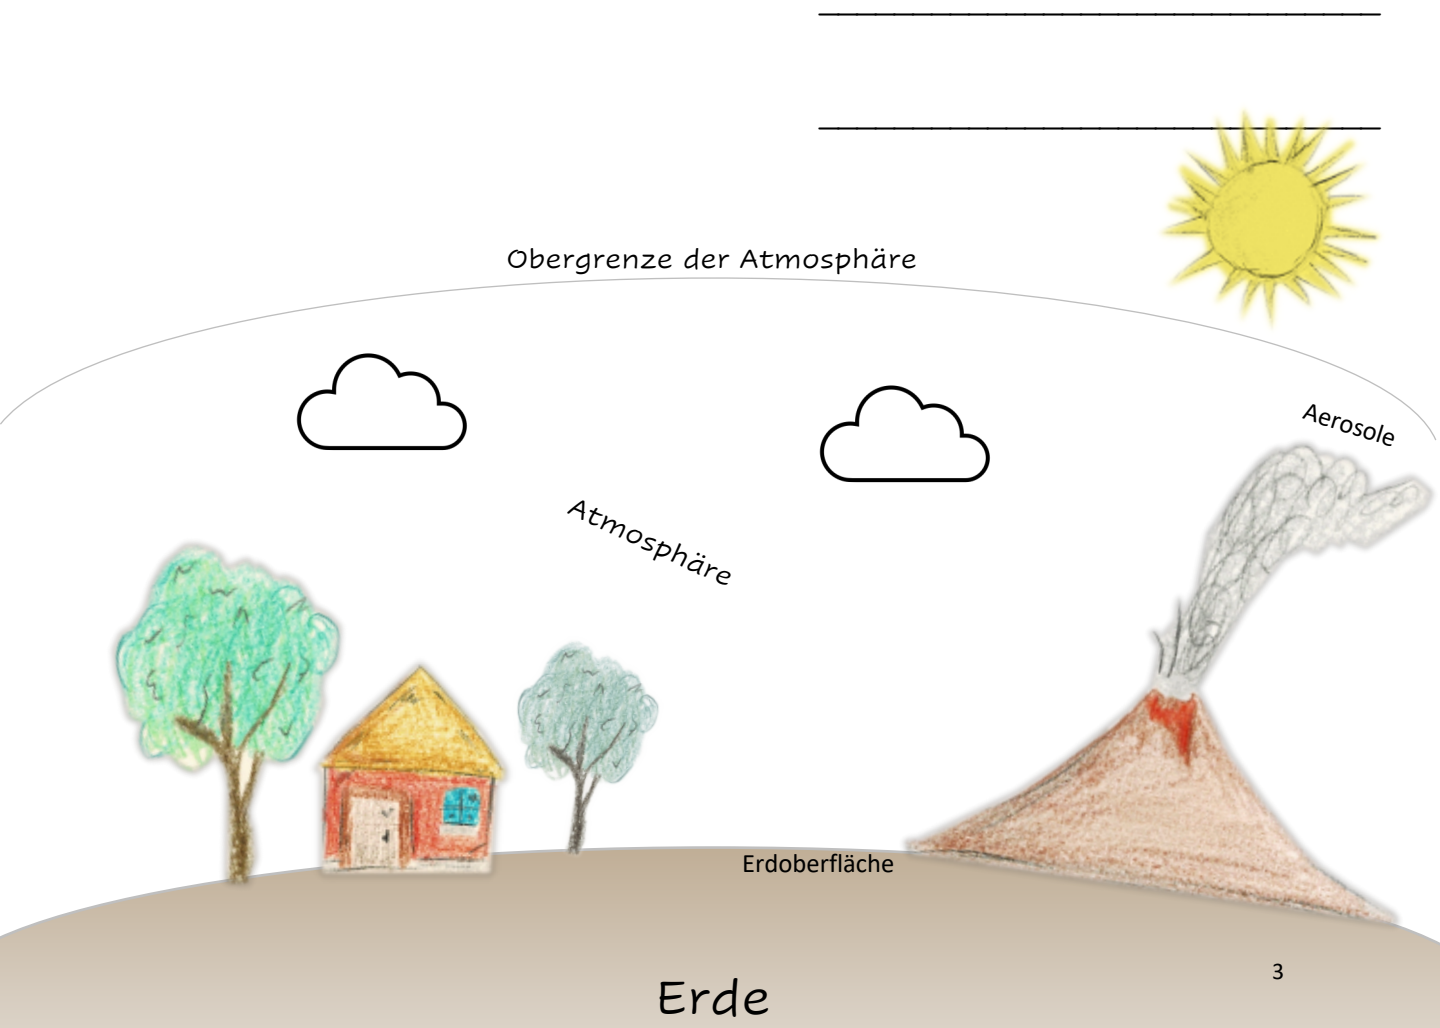 Obergrenze der Atmosphäre
Aerosole
Atmosphäre
Erdoberfläche
3
Erde